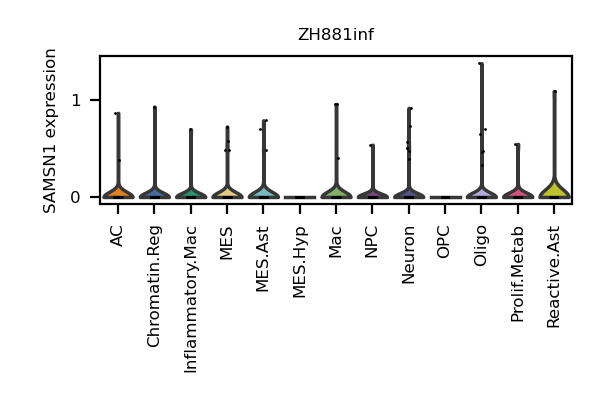 ZH881inf
SAMSN1 expression
1
0
AC
Chromatin.Reg
Inflammatory.Mac
MES
MES.Ast
MES.Hyp
Mac
NPC
Neuron
OPC
Oligo
Prolif.Metab
Reactive.Ast